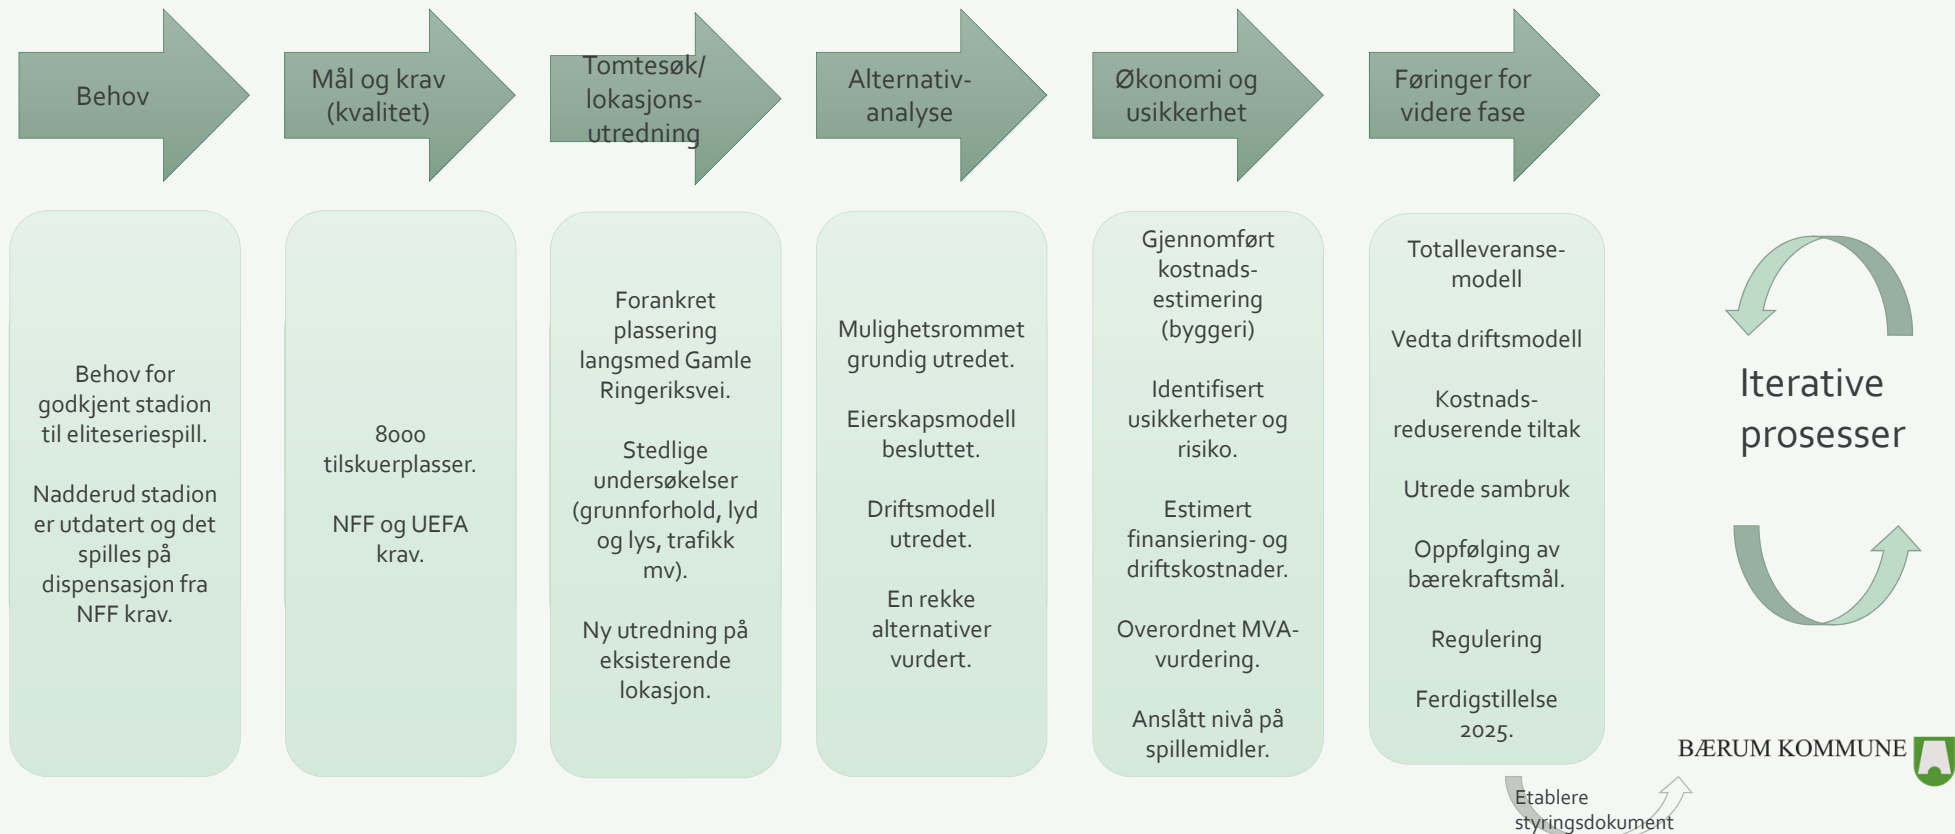 Behov
Mål og krav
(kvalitet)
Tomtesøk/
lokasjons-
utredning
Alternativ-
analyse
Økonomi og
usikkerhet
Føringer for
videre fase
Behov for
godkjent stadion
til eliteseriespill.
Nadderud stadion
er utdatert og det
spilles på
dispensasjon fra
NFF krav.
8000
tilskuerplasser.
NFF og UEFA
krav.
Forankret
plassering
langsmed Gamle
Ringeriksvei.
Stedlige
undersøkelser
(grunnforhold, lyd
og lys, trafikk
mv).
Ny utredning på
eksisterende
lokasjon.
Mulighetsrommet
grundig utredet.
Eierskapsmodell
besluttet.
Driftsmodell
utredet.
En rekke
alternativer
vurdert.
Gjennomført
kostnads-
estimering
(byggeri)
Identifisert
usikkerheter og
risiko.
Estimert
finansiering- og
driftskostnader.
Overordnet MVA-
vurdering.
Anslått nivå på
spillemidler.
Totalleveranse-
modell
Vedta driftsmodell
Kostnads-
reduserende tiltak
Utrede sambruk
Oppfølging av
bærekraftsmål.
Regulering
Ferdigstillelse
2025.
Iterative
prosesser
BÆRUM KOMMUNE
Etablere
styringsdokument